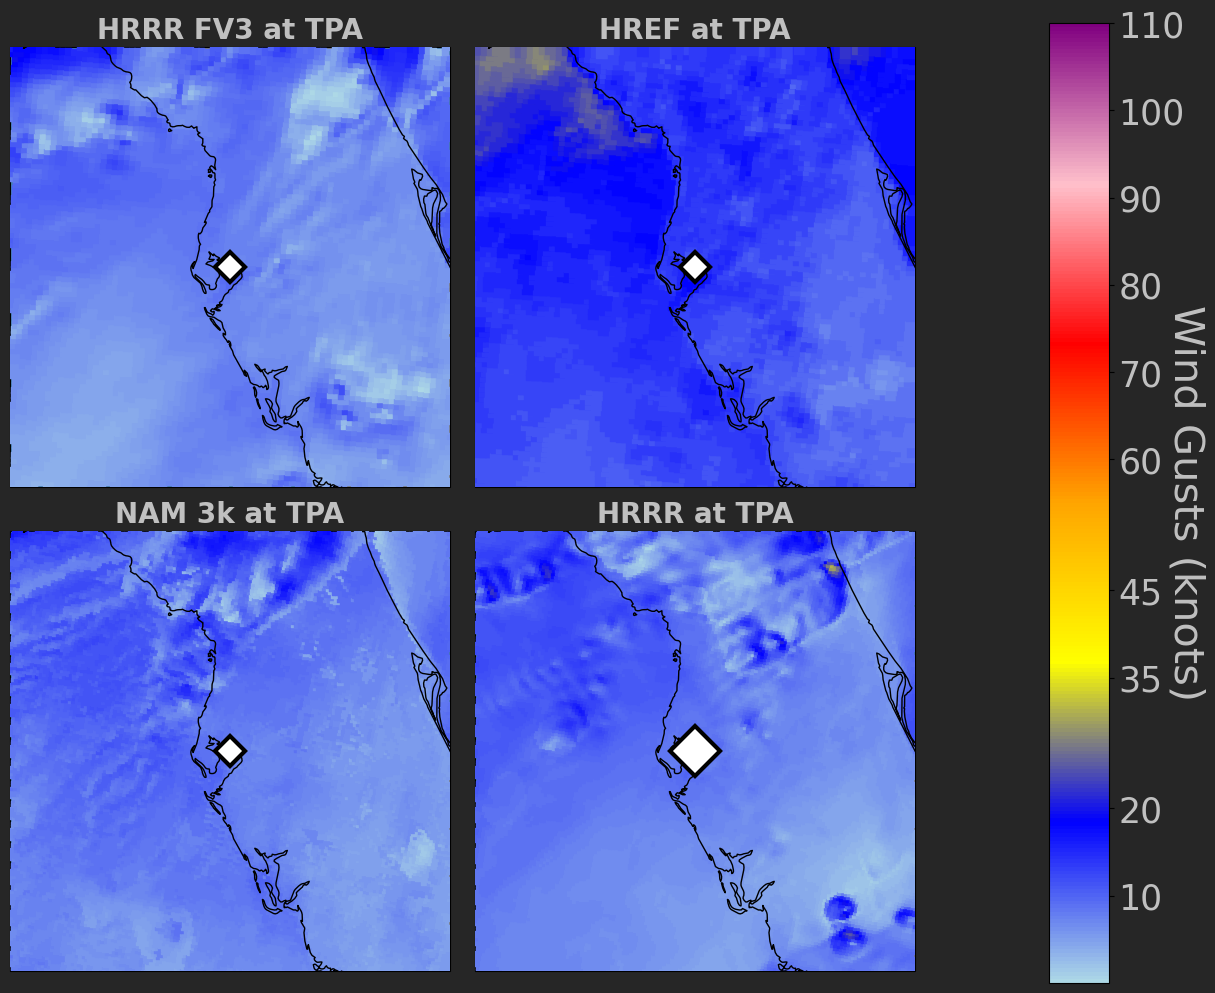 HRRR FV3 at TPA
HREF at TPA
NAM 3k at TPA
HRRR at TPA
110
100
90
80
70
60
45
35
20
10
Wind Gusts (knots)